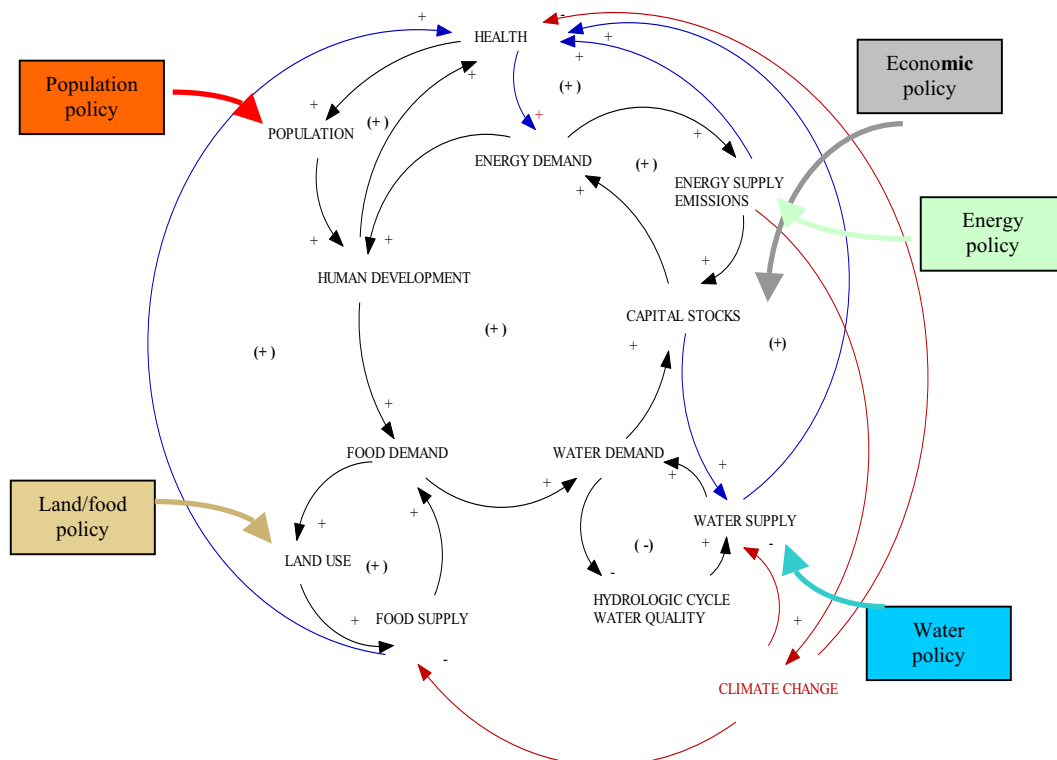 +
-
HEALTH
+
+
+
(+ )
Economic
policy
Population
policy
+
(+ )
POPULATION
+
+
ENERGY DEMAND
(+ )
+
ENERGY SUPPLY
EMISSIONS
Energy
policy
+
+
+
HUMAN DEVELOPMENT
CAPITAL STOCKS
(+ )
(+ )
(+)
+
+
FOOD DEMAND
WATER DEMAND
+
+
+
Land/food
policy
+
+
WATER SUPPLY
-
( -)
+
LAND USE
(+ )
-
HYDROLOGIC CYCLE
WATER QUALITY
+
FOOD SUPPLY
+
-
Water
policy
CLIMATE CHANGE